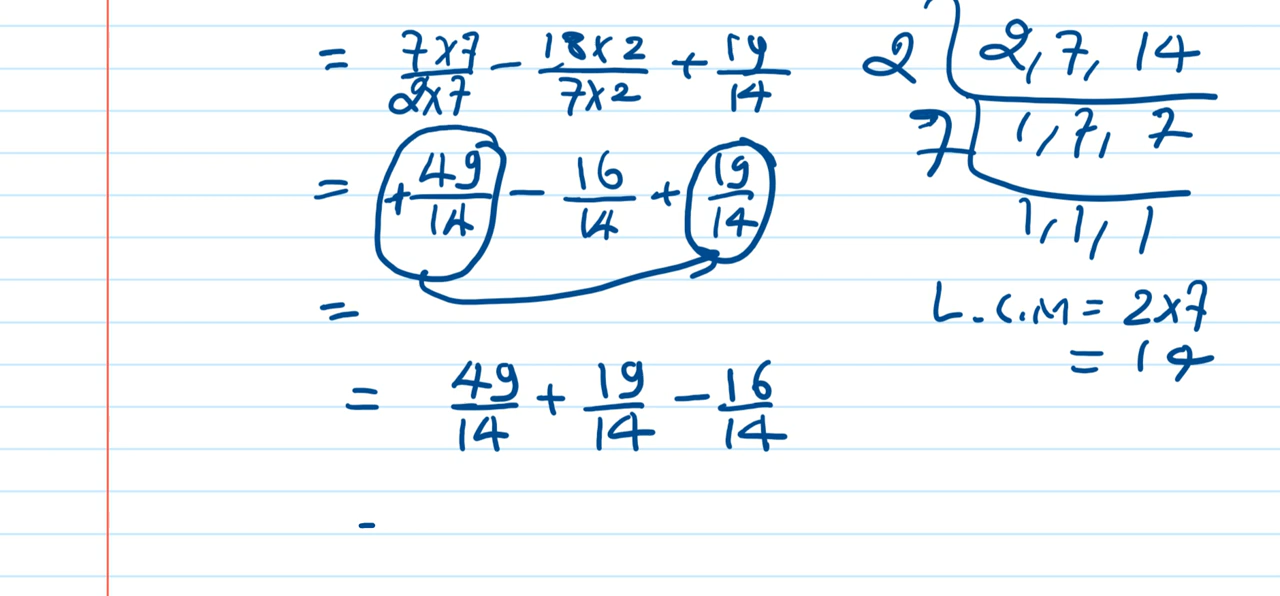 = 7x7/2x7 - 18x2/7x2 + 19/14
= +49/14 - 16/14 + 19/14
=
= 49/14 + 19/14 - 16/14
-
2 | 2, 7, 14
7 | 1, 7, 7
1, 1, 1
L.C.M = 2x7
= 14